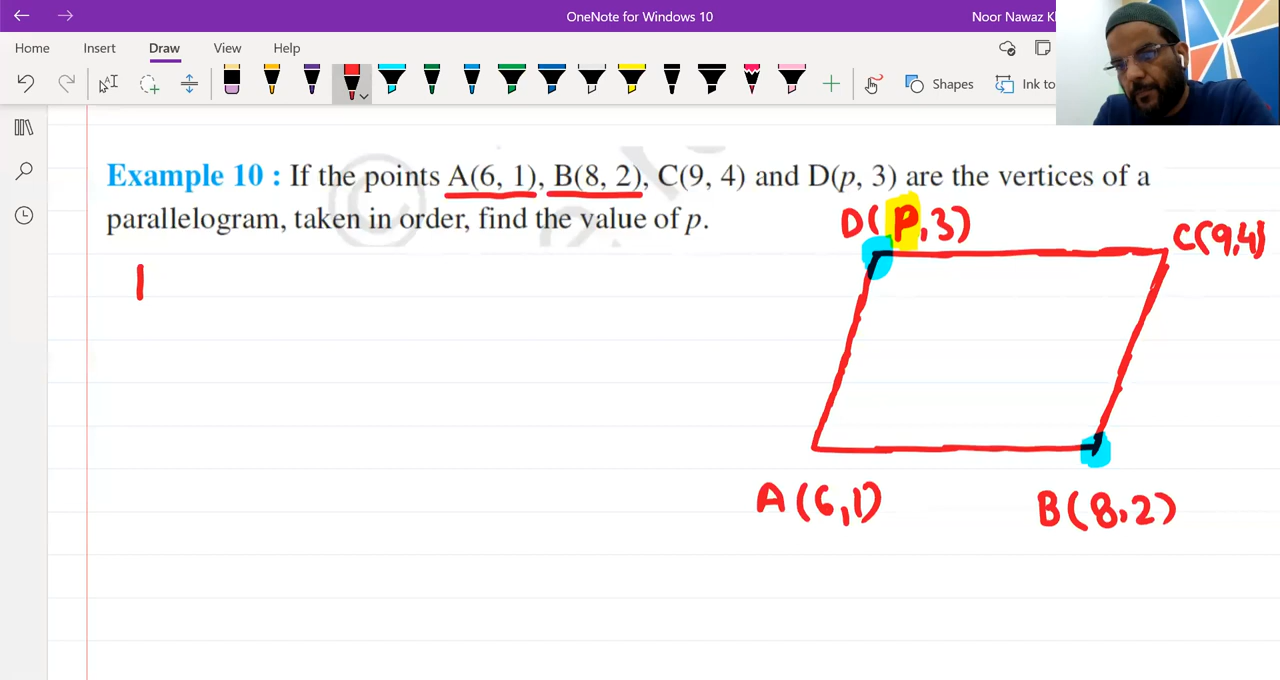 OneNote for Windows 10
Noor Nawaz Kh
Home Insert Draw View Help
Shapes
Ink to
Example 10 : If the points A(6, 1), B(8, 2), C(9, 4) and D(p, 3) are the vertices of a
parallelogram, taken in order, find the value of p.
D(P,3)
C(9,4)
A(6,1)
B(8,2)